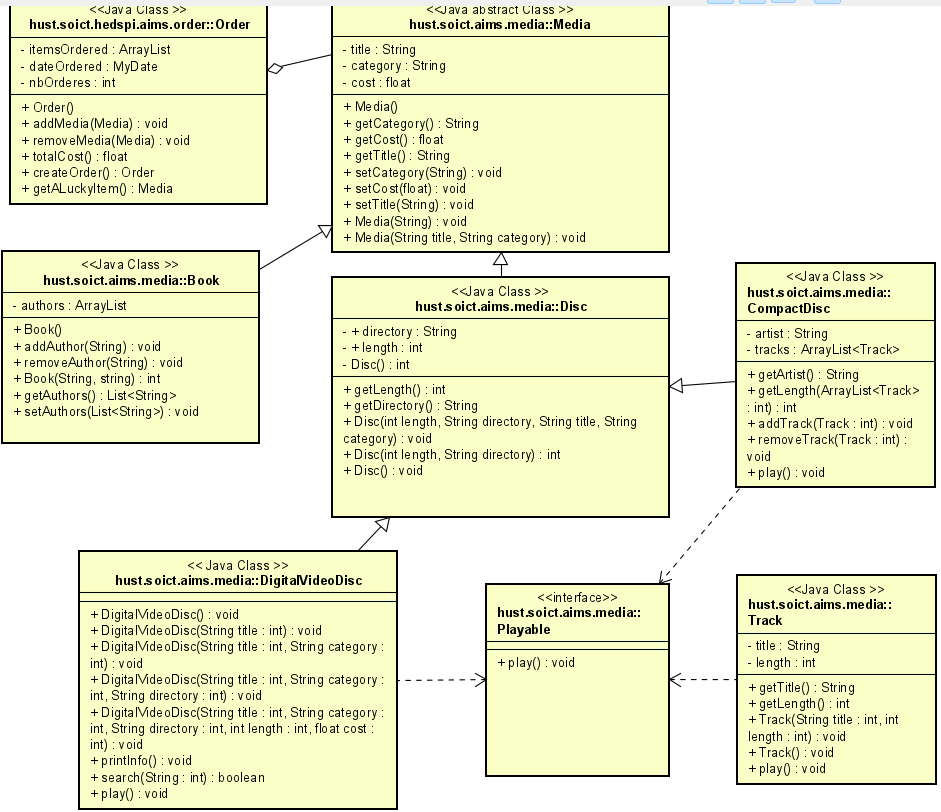 <<Java Class >>
hust.soict.hedspi.aims.order::Order
- itemsOrdered : ArrayList
- dateOrdered : MyDate
- nbOrderes : int
+ Order()
+ addMedia(Media) : void
+ removeMedia(Media) : void
+ totalCost() : float
+ createOrder() : Order
+ getALuckyItem() : Media
<<Java abstract Class >>
hust.soict.aims.media::Media
- title : String
- category : String
- cost : float
+ Media()
+ getCategory() : String
+ getCost() : float
+ getTitle() : String
+ setCategory(String) : void
+ setCost(float) : void
+ setTitle(String) : void
+ Media(String) : void
+ Media(String title, String category) : void
<<Java Class >>
hust.soict.aims.media::Book
- authors : ArrayList
+ Book()
+ addAuthor(String) : void
+ removeAuthor(String) : void
+ Book(String, string) : int
+ getAuthors() : List<String>
+ setAuthors(List<String>) : void
<<Java Class >>
hust.soict.aims.media::Disc
- + directory : String
- + length : int
- Disc() : int
+ getLength() : int
+ getDirectory() : String
+ Disc(int length, String directory, String title, String
category) : void
+ Disc(int length, String directory) : int
+ Disc() : void
<<Java Class >>
hust.soict.aims.media::
CompactDisc
- artist : String
- tracks : ArrayList<Track>
+ getArtist() : String
+ getLength(ArrayList<Track>
: int) : int
+ addTrack(Track : int) : void
+ removeTrack(Track : int) :
void
+ play() : void
<< Java Class >>
hust.soict.aims.media::DigitalVideoDisc
+ DigitalVideoDisc() : void
+ DigitalVideoDisc(String title : int) : void
+ DigitalVideoDisc(String title : int, String category :
int) : void
+ DigitalVideoDisc(String title : int, String category :
int, String directory : int) : void
+ DigitalVideoDisc(String title : int, String category :
int, String directory : int, int length : int, float cost :
int) : void
+ printInfo() : void
+ search(String : int) : boolean
+ play() : void
<<interface>>
hust.soict.aims.media::
Playable
+ play() : void
<<Java Class >>
hust.soict.aims.media::
Track
- title : String
- length : int
+ getTitle() : String
+ getLength() : int
+ Track(String title : int, int
length : int) : void
+ Track() : void
+ play() : void